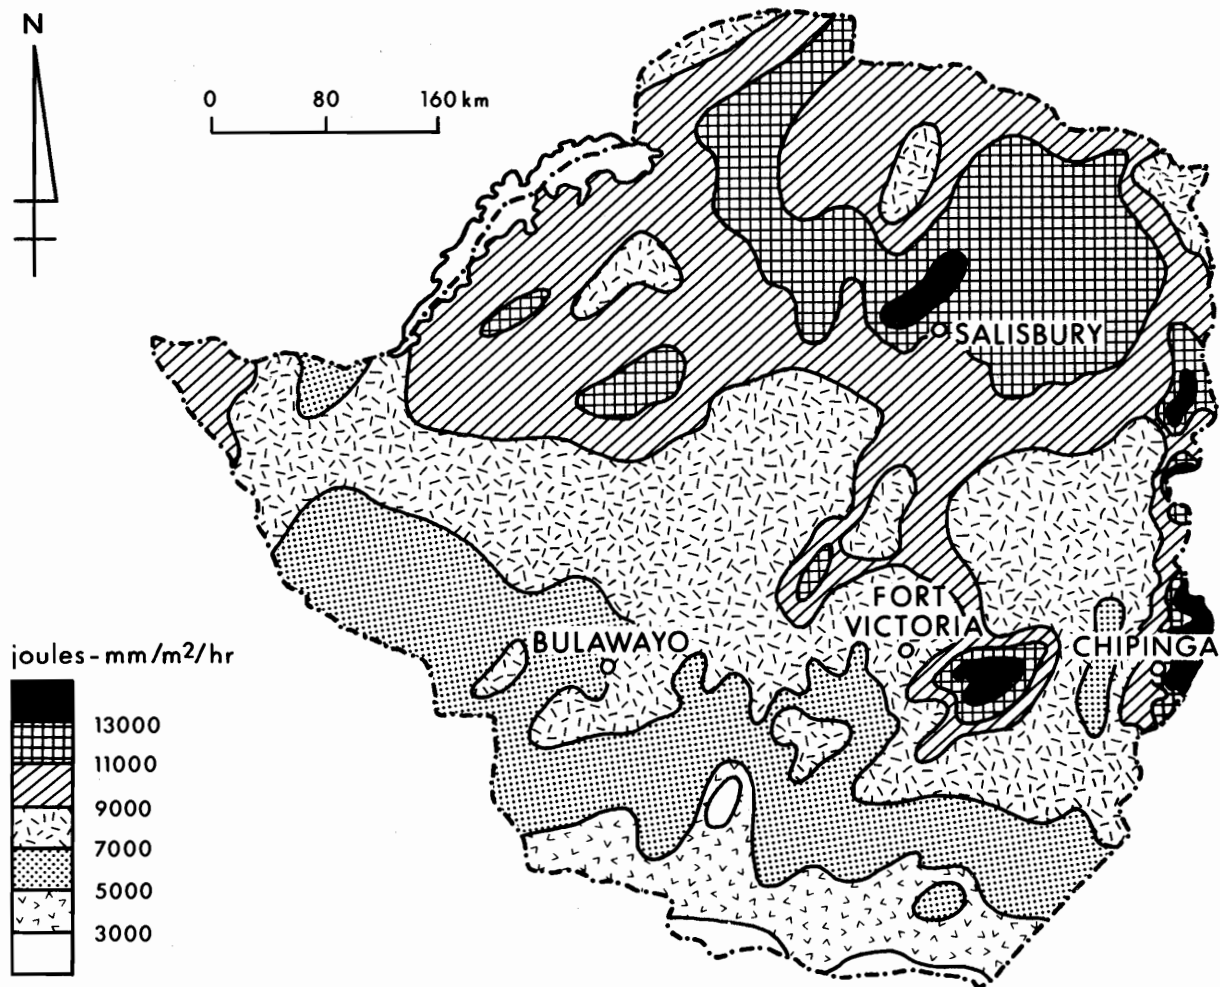 N
0 80 160 km
SALISBURY
FORT
VICTORIA
BULAWAYO
CHIPINGA
joules-mm/m²/hr
13000
11000
9000
7000
5000
3000